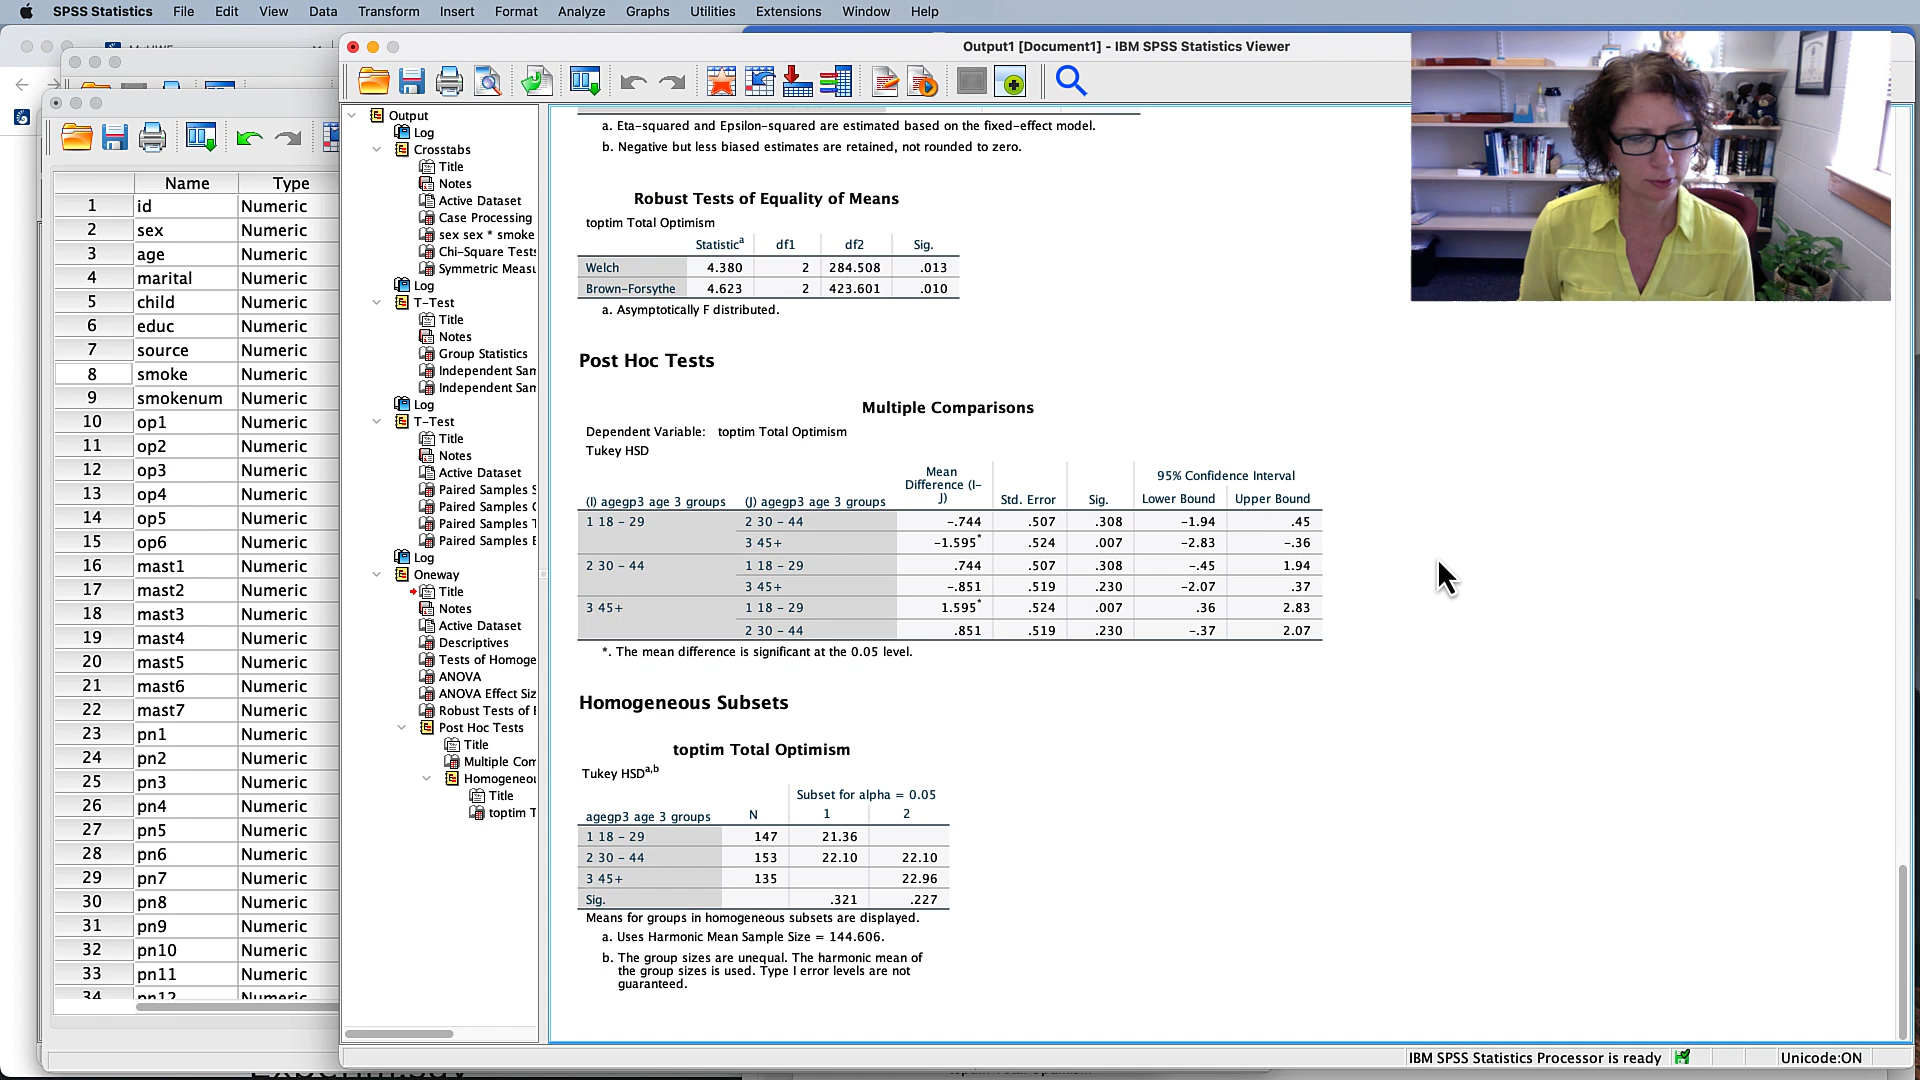 SPSS Statistics File Edit View Data Transform Insert Format Analyze Graphs Utilities Extensions Window Help
Output1 [Document1] - IBM SPSS Statistics Viewer
Name Type
1 id Numeric
2 sex Numeric
3 age Numeric
4 marital Numeric
5 child Numeric
6 educ Numeric
7 source Numeric
8 smoke Numeric
9 smokenum Numeric
10 op1 Numeric
11 op2 Numeric
12 op3 Numeric
13 op4 Numeric
14 op5 Numeric
15 op6 Numeric
16 mast1 Numeric
17 mast2 Numeric
18 mast3 Numeric
19 mast4 Numeric
20 mast5 Numeric
21 mast6 Numeric
22 mast7 Numeric
23 pn1 Numeric
24 pn2 Numeric
25 pn3 Numeric
26 pn4 Numeric
27 pn5 Numeric
28 pn6 Numeric
29 pn7 Numeric
30 pn8 Numeric
31 pn9 Numeric
32 pn10 Numeric
33 pn11 Numeric
34 pn12 Numeric
Output
Log
Crosstabs
Title
Notes
Active Dataset
Case Processing
sex sex * smoke
Chi-Square Tests
Symmetric Measu
Log
T-Test
Title
Notes
Group Statistics
Independent Sam
Independent Sam
Log
T-Test
Title
Notes
Active Dataset
Paired Samples S
Paired Samples C
Paired Samples T
Paired Samples E
Log
Oneway
Title
Notes
Active Dataset
Descriptives
Tests of Homoge
ANOVA
ANOVA Effect Siz
Robust Tests of E
Post Hoc Tests
Title
Multiple Com
Homogeneou
Title
toptim T
a. Eta-squared and Epsilon-squared are estimated based on the fixed-effect model.
b. Negative but less biased estimates are retained, not rounded to zero.
Robust Tests of Equality of Means
toptim Total Optimism
Statistic^a df1 df2 Sig.
Welch 4.380 2 284.508 .013
Brown-Forsythe 4.623 2 423.601 .010
a. Asymptotically F distributed.
Post Hoc Tests
Multiple Comparisons
Dependent Variable: toptim Total Optimism
Tukey HSD
(I) agegp3 age 3 groups (J) agegp3 age 3 groups Mean Difference (I-J) Std. Error Sig. 95% Confidence Interval
Lower Bound Upper Bound
1 18 - 29 2 30 - 44 -.744 .507 .308 -1.94 .45
3 45+ -1.595* .524 .007 -2.83 -.36
2 30 - 44 1 18 - 29 .744 .507 .308 -.45 1.94
3 45+ -.851 .519 .230 -2.07 .37
3 45+ 1 18 - 29 1.595* .524 .007 .36 2.83
2 30 - 44 .851 .519 .230 -.37 2.07
*. The mean difference is significant at the 0.05 level.
Homogeneous Subsets
toptim Total Optimism
Tukey HSD^a,b
agegp3 age 3 groups N Subset for alpha = 0.05
1 2
1 18 - 29 147 21.36
2 30 - 44 153 22.10 22.10
3 45+ 135 22.96
Sig. .321 .227
Means for groups in homogeneous subsets are displayed.
a. Uses Harmonic Mean Sample Size = 144.606.
b. The group sizes are unequal. The harmonic mean of
the group sizes is used. Type I error levels are not
guaranteed.
IBM SPSS Statistics Processor is ready Unicode:ON